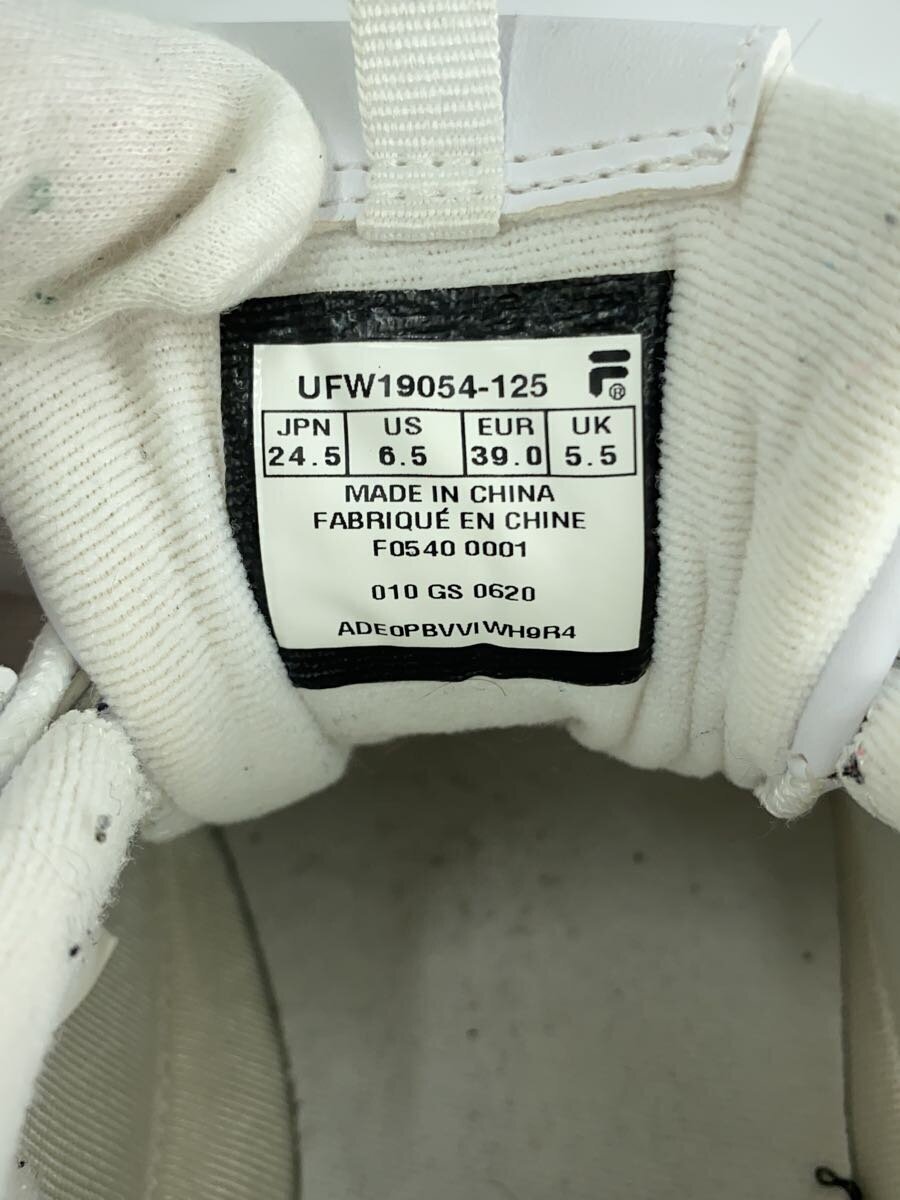 UFW19054-125
JPN US EUR UK
24.5 6.5 39.0 5.5
MADE IN CHINA
FABRIQUÉ EN CHINE
F0540 0001
010 GS 0620
ADE0PBVVIWH9R4